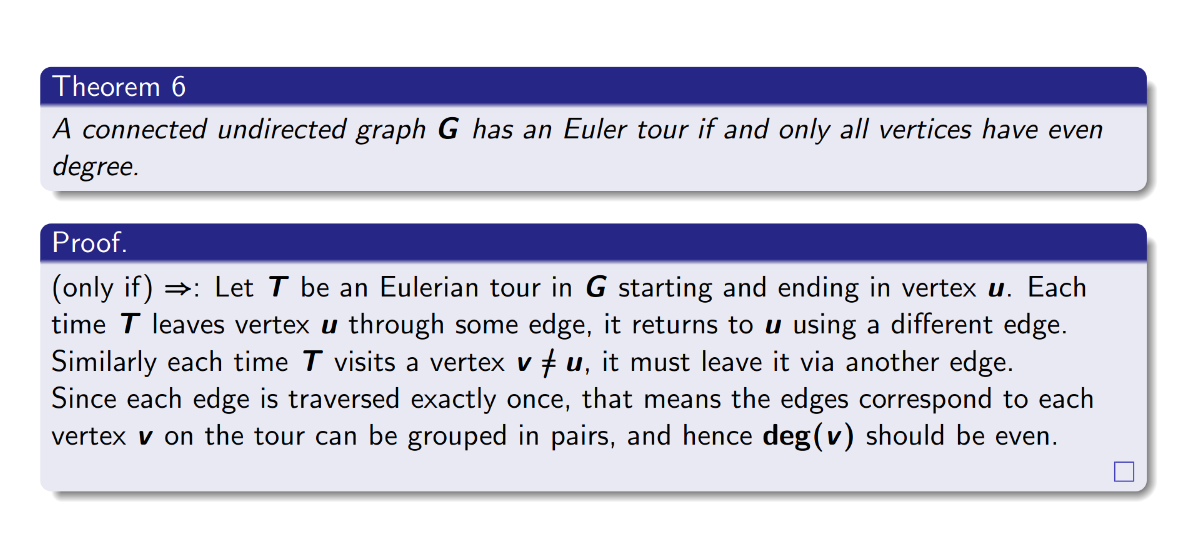 Theorem 6
A connected undirected graph G has an Euler tour if and only all vertices have even
degree.
Proof.
(only if) ⇒: Let T be an Eulerian tour in G starting and ending in vertex u. Each
time T leaves vertex u through some edge, it returns to u using a different edge.
Similarly each time T visits a vertex v ≠ u, it must leave it via another edge.
Since each edge is traversed exactly once, that means the edges correspond to each
vertex v on the tour can be grouped in pairs, and hence deg(v) should be even.
□